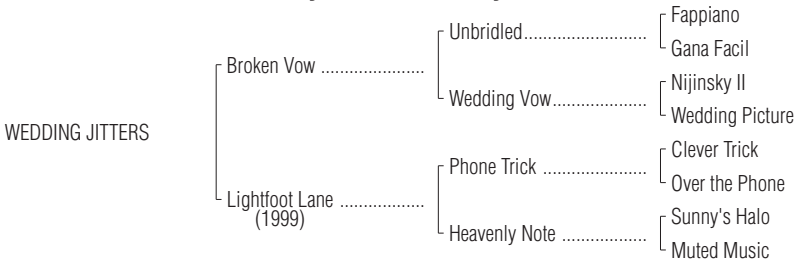 Fappiano
Unbridled..........................
Gana Facil
Broken Vow ......................
Nijinsky II
Wedding Vow....................
Wedding Picture
WEDDING JITTERS
Clever Trick
Phone Trick ......................
Over the Phone
Lightfoot Lane ..................
(1999)
Sunny's Halo
Heavenly Note ..................
Muted Music